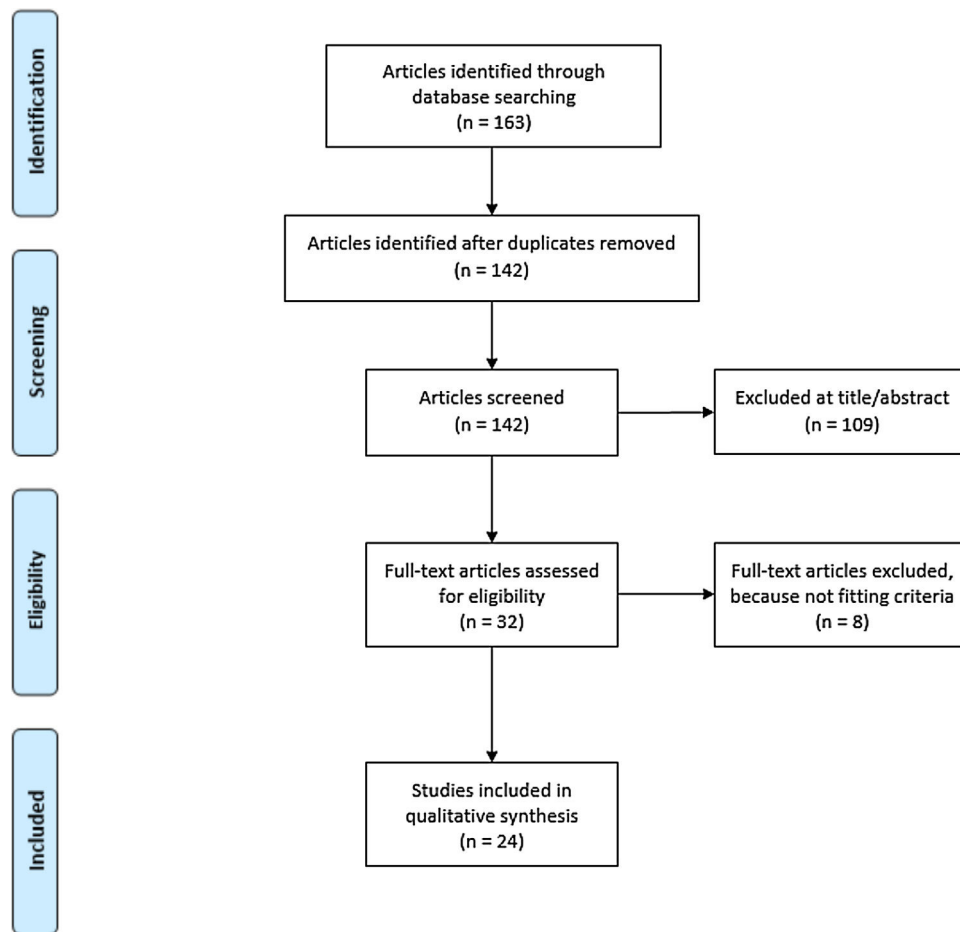 Identification
Articles identified through
database searching
(n = 163)
Articles identified after duplicates removed
(n = 142)
Screening
Articles screened
(n = 142)
Excluded at title/abstract
(n = 109)
Eligibility
Full-text articles assessed
for eligibility
(n = 32)
Full-text articles excluded,
because not fitting criteria
(n = 8)
Included
Studies included in
qualitative synthesis
(n = 24)